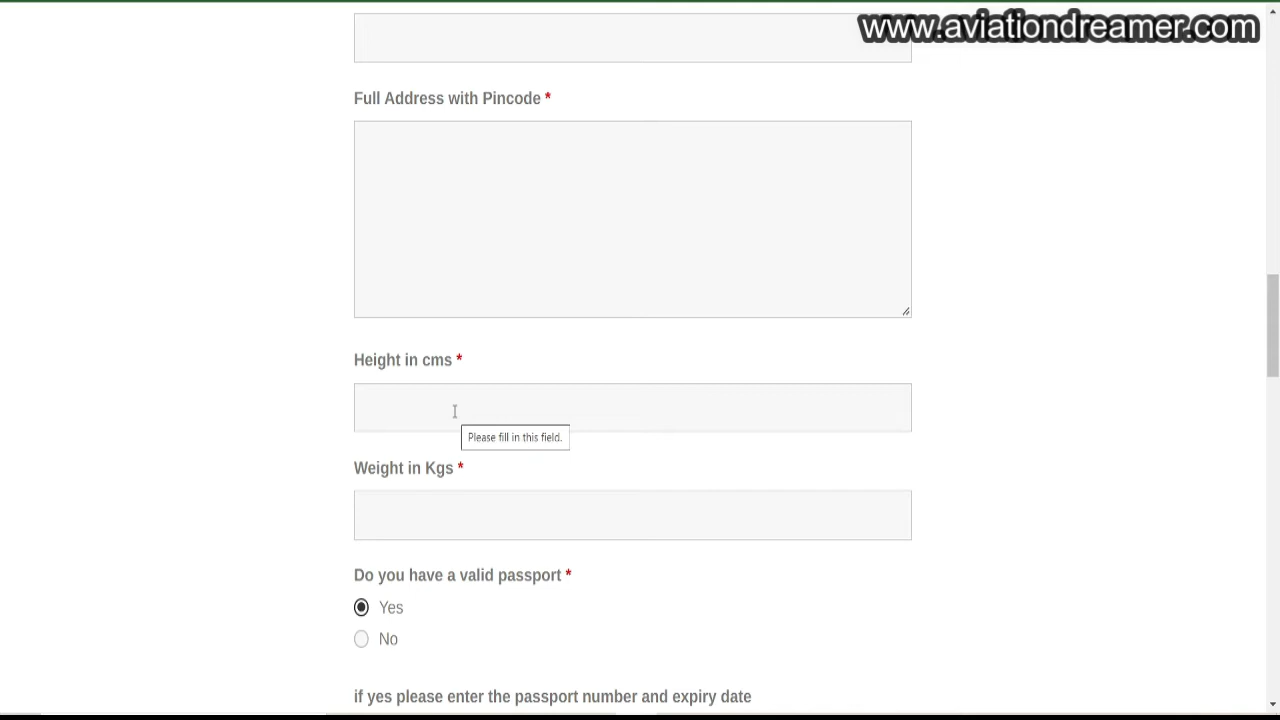 www.aviationdreamer.com
Full Address with Pincode *
Height in cms *
Please fill in this field.
Weight in Kgs *
Do you have a valid passport *
Yes
No
if yes please enter the passport number and expiry date